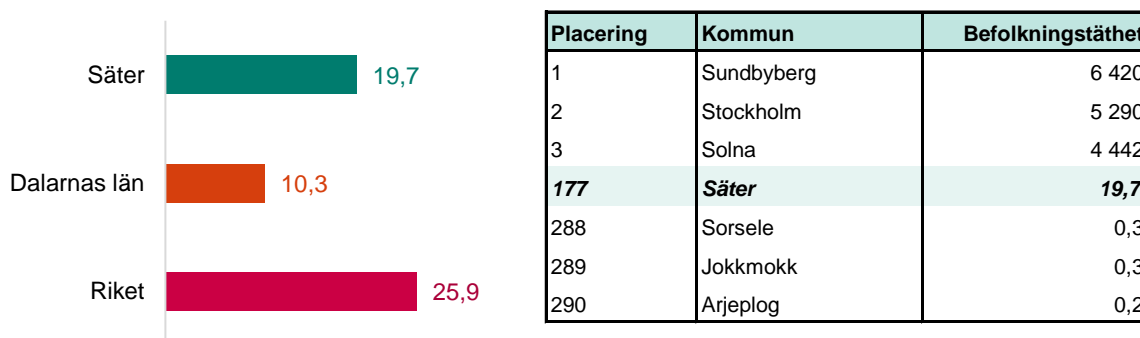 Säter 19,7
Dalarnas län 10,3
Riket 25,9
Placering Kommun Befolkningstäthet
1 Sundbyberg 6 420
2 Stockholm 5 290
3 Solna 4 442
177 Säter 19,7
288 Sorsele 0,3
289 Jokkmokk 0,3
290 Arjeplog 0,2